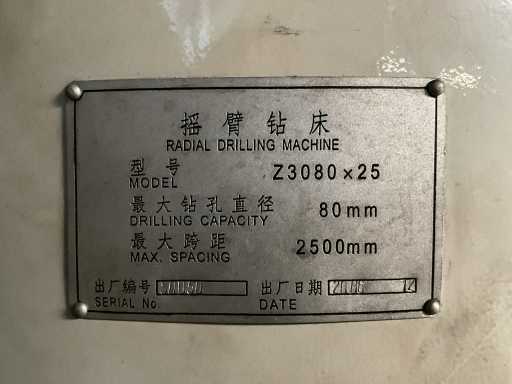 摇臂钻床
RADIAL DRILLING MACHINE
型号 Z3080×25
MODEL
最大钻孔直径 80mm
DRILLING CAPACITY
最大跨距 2500mm
MAX. SPACING
出厂编号 出厂日期 12
SERIAL No. DATE